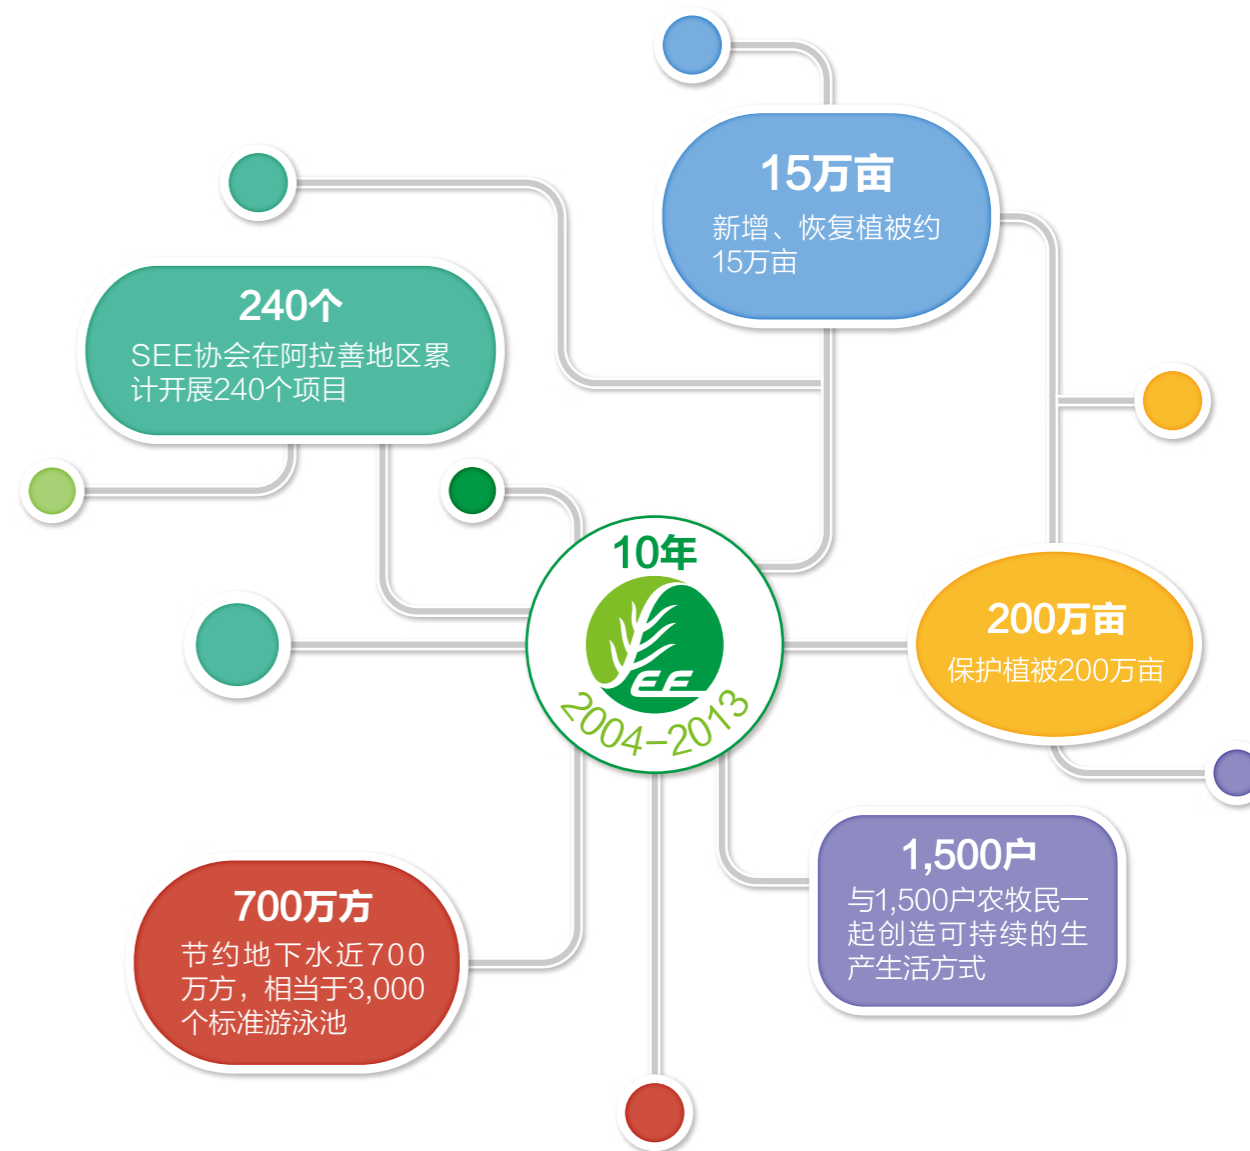 15万亩
新增、恢复植被约
15万亩
240个
SEE协会在阿拉善地区累
计开展240个项目
10年
EE
2004-2013
200万亩
保护植被200万亩
700万方
节约地下水近700
万方，相当于3,000
个标准游泳池
1,500户
与1,500户农牧民一
起创造可持续的生
产生活方式